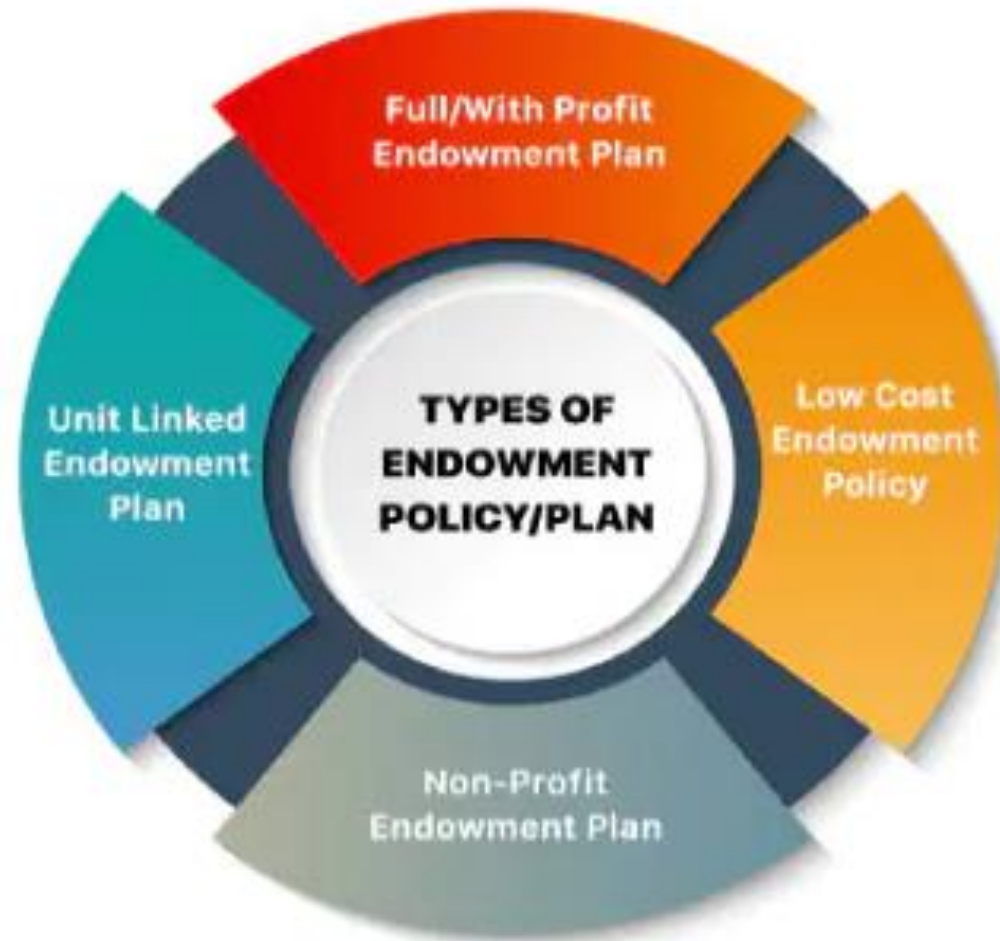 Full/With Profit
Endowment Plan
Low Cost
Endowment
Policy
Non-Profit
Endowment Plan
Unit Linked
Endowment
Plan
TYPES OF
ENDOWMENT
POLICY/PLAN